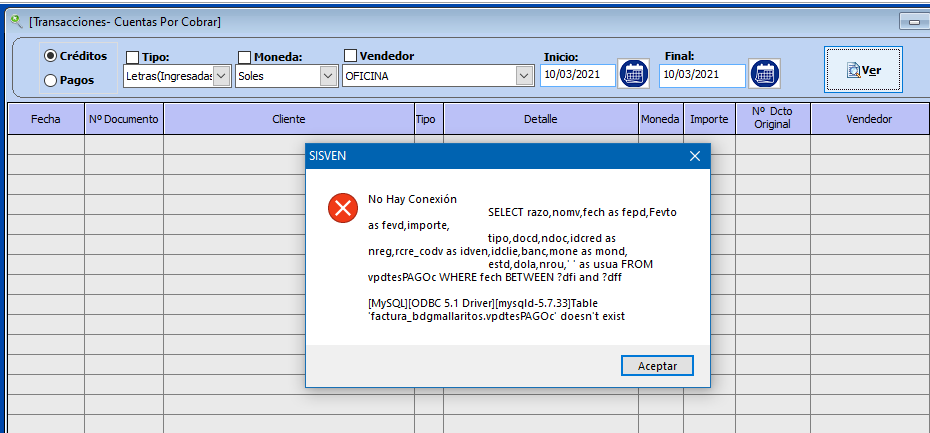 [Transacciones- Cuentas Por Cobrar]
Créditos
Pagos
Tipo:
Letras(Ingresadas
Moneda:
Soles
Vendedor
OFICINA
Inicio:
10/03/2021
Final:
10/03/2021
Ver
Fecha
Nº Documento
Cliente
Tipo
Detalle
Moneda
Importe
Nº Dcto
Original
Vendedor
SISVEN
No Hay Conexión
SELECT razo,nomv,fech as fepd,Fevto
as fevd,importe,
tipo,docd,ndoc,idcred as
nreg,rcre_codv as idven,idclie,banc,mone as mond,
estd,dola,nrou,' ' as usua FROM
vpdtesPAGOc WHERE fech BETWEEN ?dfi and ?dff
[MySQL][ODBC 5.1 Driver][mysqld-5.7.33]Table
'factura_bdgmallaritos.vpdtesPAGOc' doesn't exist
Aceptar